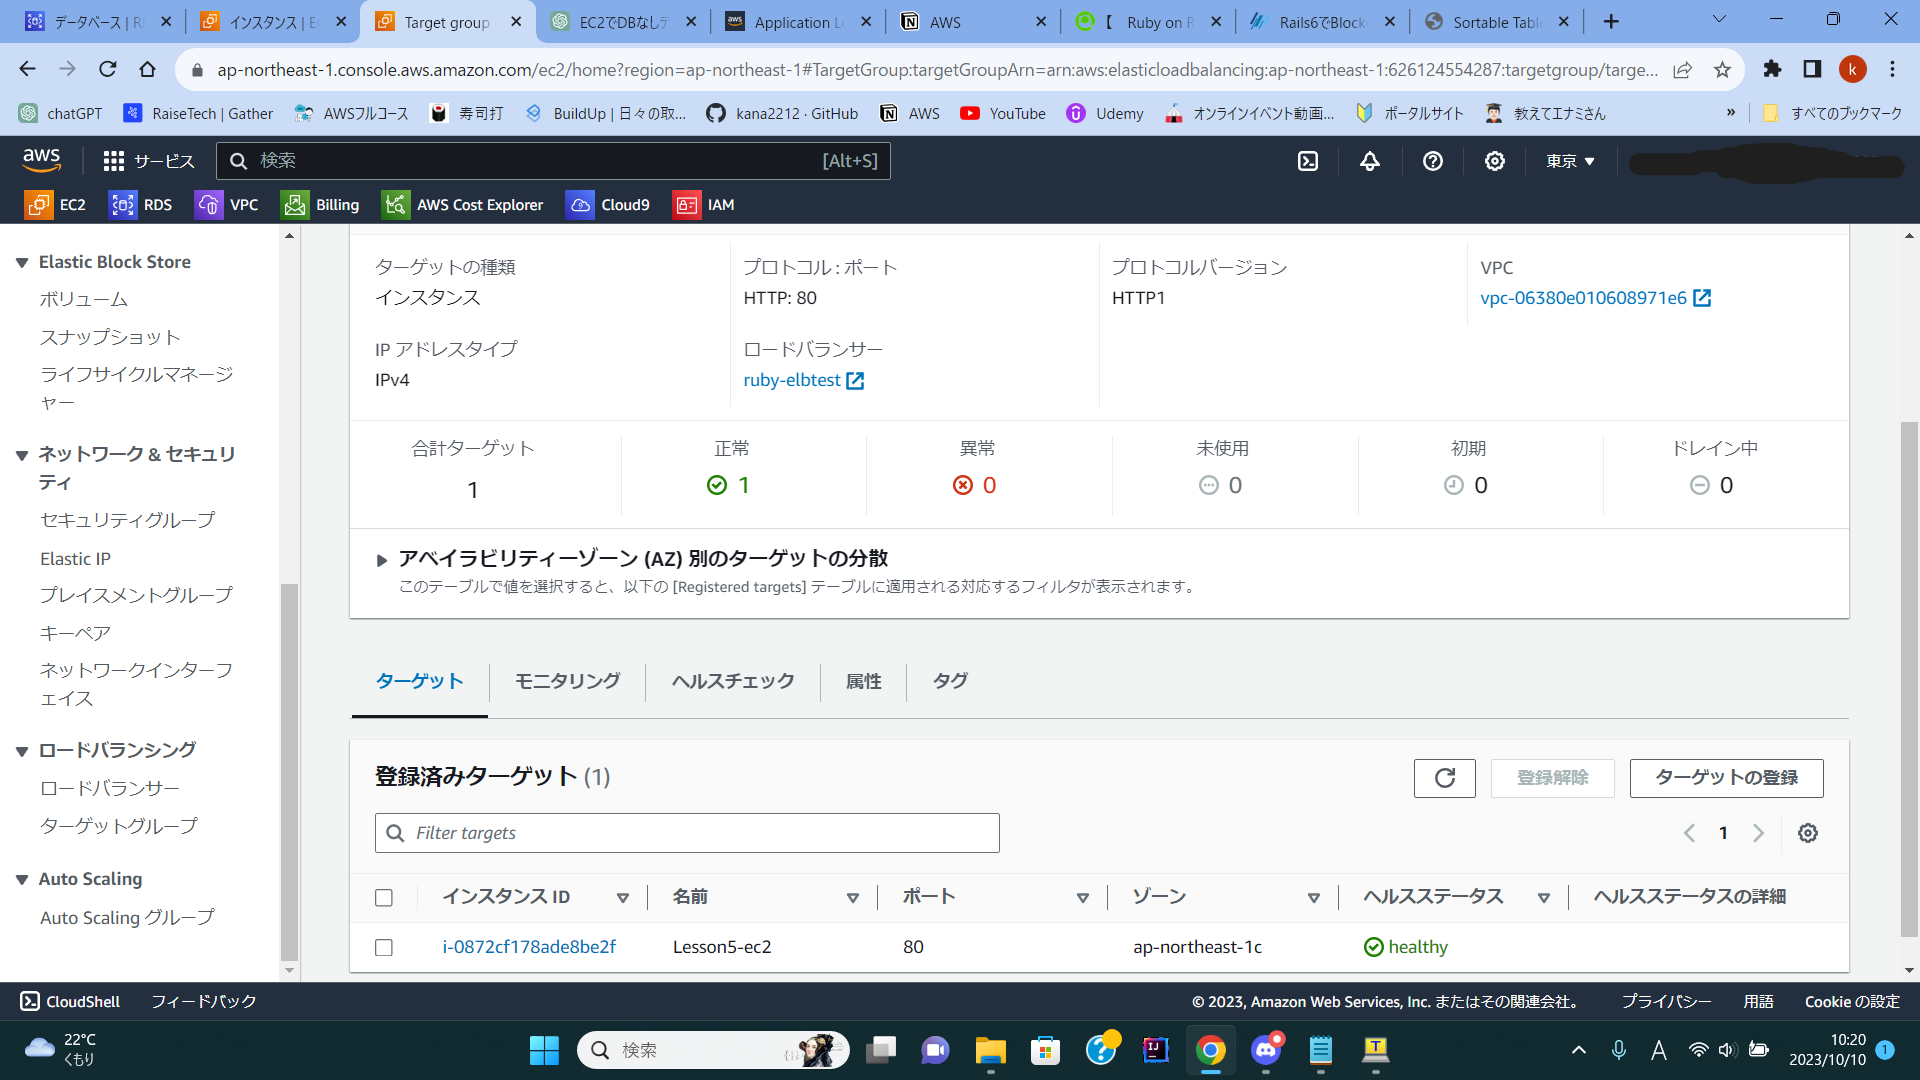 データベース | R
インスタンス | E
Target group
EC2でDBなしデ
Application L
AWS
【 Ruby on R
Rails6でBlock
Sortable Tabl
ap-northeast-1.console.aws.amazon.com/ec2/home?region=ap-northeast-1#TargetGroup:targetGroupArn=arn:aws:elasticloadbalancing:ap-northeast-1:626124554287:targetgroup/targe...
k
chatGPT
RaiseTech | Gather
AWSフルコース
寿司打
BuildUp | 日々の取...
kana2212 · GitHub
AWS
YouTube
Udemy
オンラインイベント動画...
ポータルサイト
教えてエナミさん
»
すべてのブックマーク
aws
サービス
検索
[Alt+S]
東京
EC2
RDS
VPC
Billing
AWS Cost Explorer
Cloud9
IAM
Elastic Block Store
ボリューム
スナップショット
ライフサイクルマネージ
ャー
ネットワーク & セキュリ
ティ
セキュリティグループ
Elastic IP
プレイスメントグループ
キーペア
ネットワークインターフ
ェイス
ロードバランシング
ロードバランサー
ターゲットグループ
Auto Scaling
Auto Scaling グループ
ターゲットの種類
インスタンス
プロトコル : ポート
HTTP: 80
プロトコルバージョン
HTTP1
VPC
vpc-06380e010608971e6
IP アドレスタイプ
IPv4
ロードバランサー
ruby-elbtest
合計ターゲット
1
正常
1
異常
0
未使用
0
初期
0
ドレイン中
0
アベイラビリティーゾーン (AZ) 別のターゲットの分散
このテーブルで値を選択すると、以下の [Registered targets] テーブルに適用される対応するフィルタが表示されます。
ターゲット
モニタリング
ヘルスチェック
属性
タグ
登録済みターゲット (1)
登録解除
ターゲットの登録
Filter targets
1
インスタンス ID
名前
ポート
ゾーン
ヘルスステータス
ヘルスステータスの詳細
i-0872cf178ade8be2f
Lesson5-ec2
80
ap-northeast-1c
healthy
CloudShell
フィードバック
© 2023, Amazon Web Services, Inc. またはその関連会社。
プライバシー
用語
Cookie の設定
22°C
くもり
検索
A
10:20
2023/10/10
1